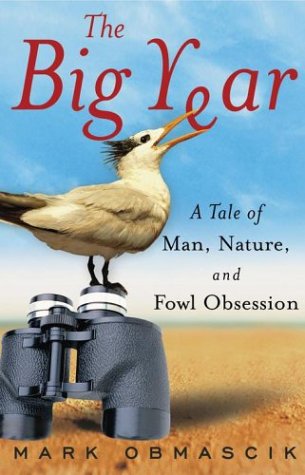 The
Big Year
A Tale of
Man, Nature,
and
Fowl Obsession
MARK OBMASCIK